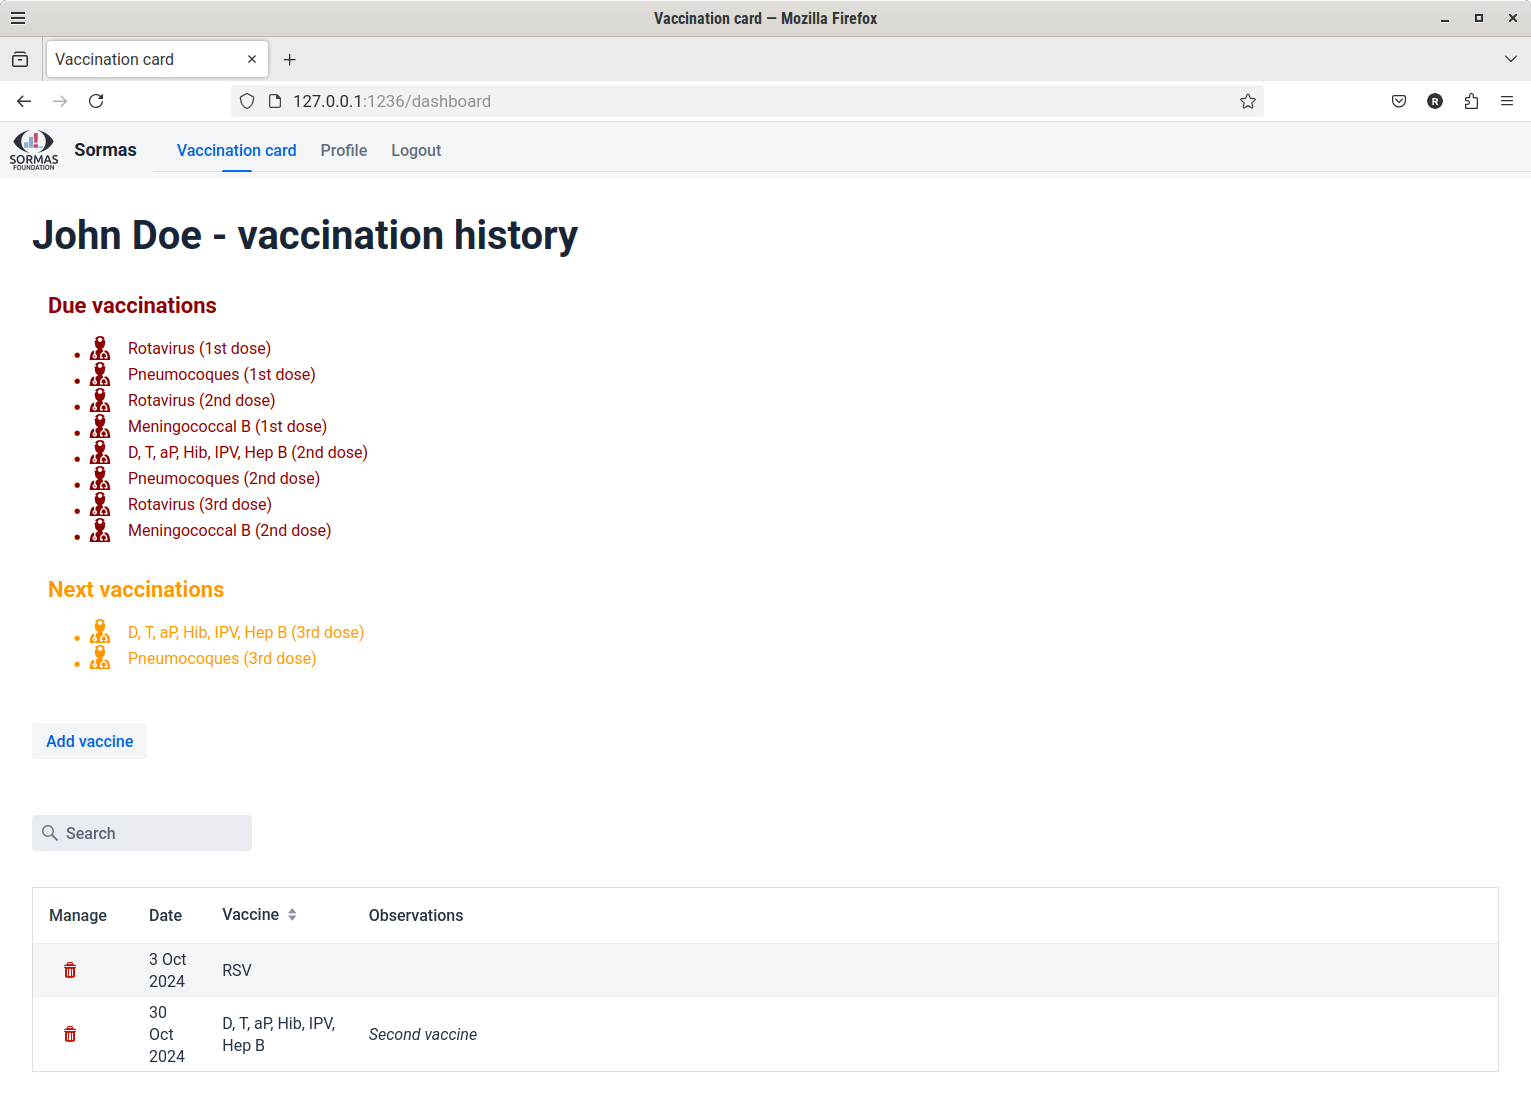 Vaccination card — Mozilla Firefox
Vaccination card
127.0.0.1:1236/dashboard
R
SORMAS
FOUNDATION
Sormas
Vaccination card
Profile
Logout
John Doe - vaccination history
Due vaccinations
Rotavirus (1st dose)
Pneumocoques (1st dose)
Rotavirus (2nd dose)
Meningococcal B (1st dose)
D, T, aP, Hib, IPV, Hep B (2nd dose)
Pneumocoques (2nd dose)
Rotavirus (3rd dose)
Meningococcal B (2nd dose)
Next vaccinations
D, T, aP, Hib, IPV, Hep B (3rd dose)
Pneumocoques (3rd dose)
Add vaccine
Search
Manage Date Vaccine Observations
3 Oct
2024
RSV
30
Oct
2024
D, T, aP, Hib, IPV,
Hep B
Second vaccine